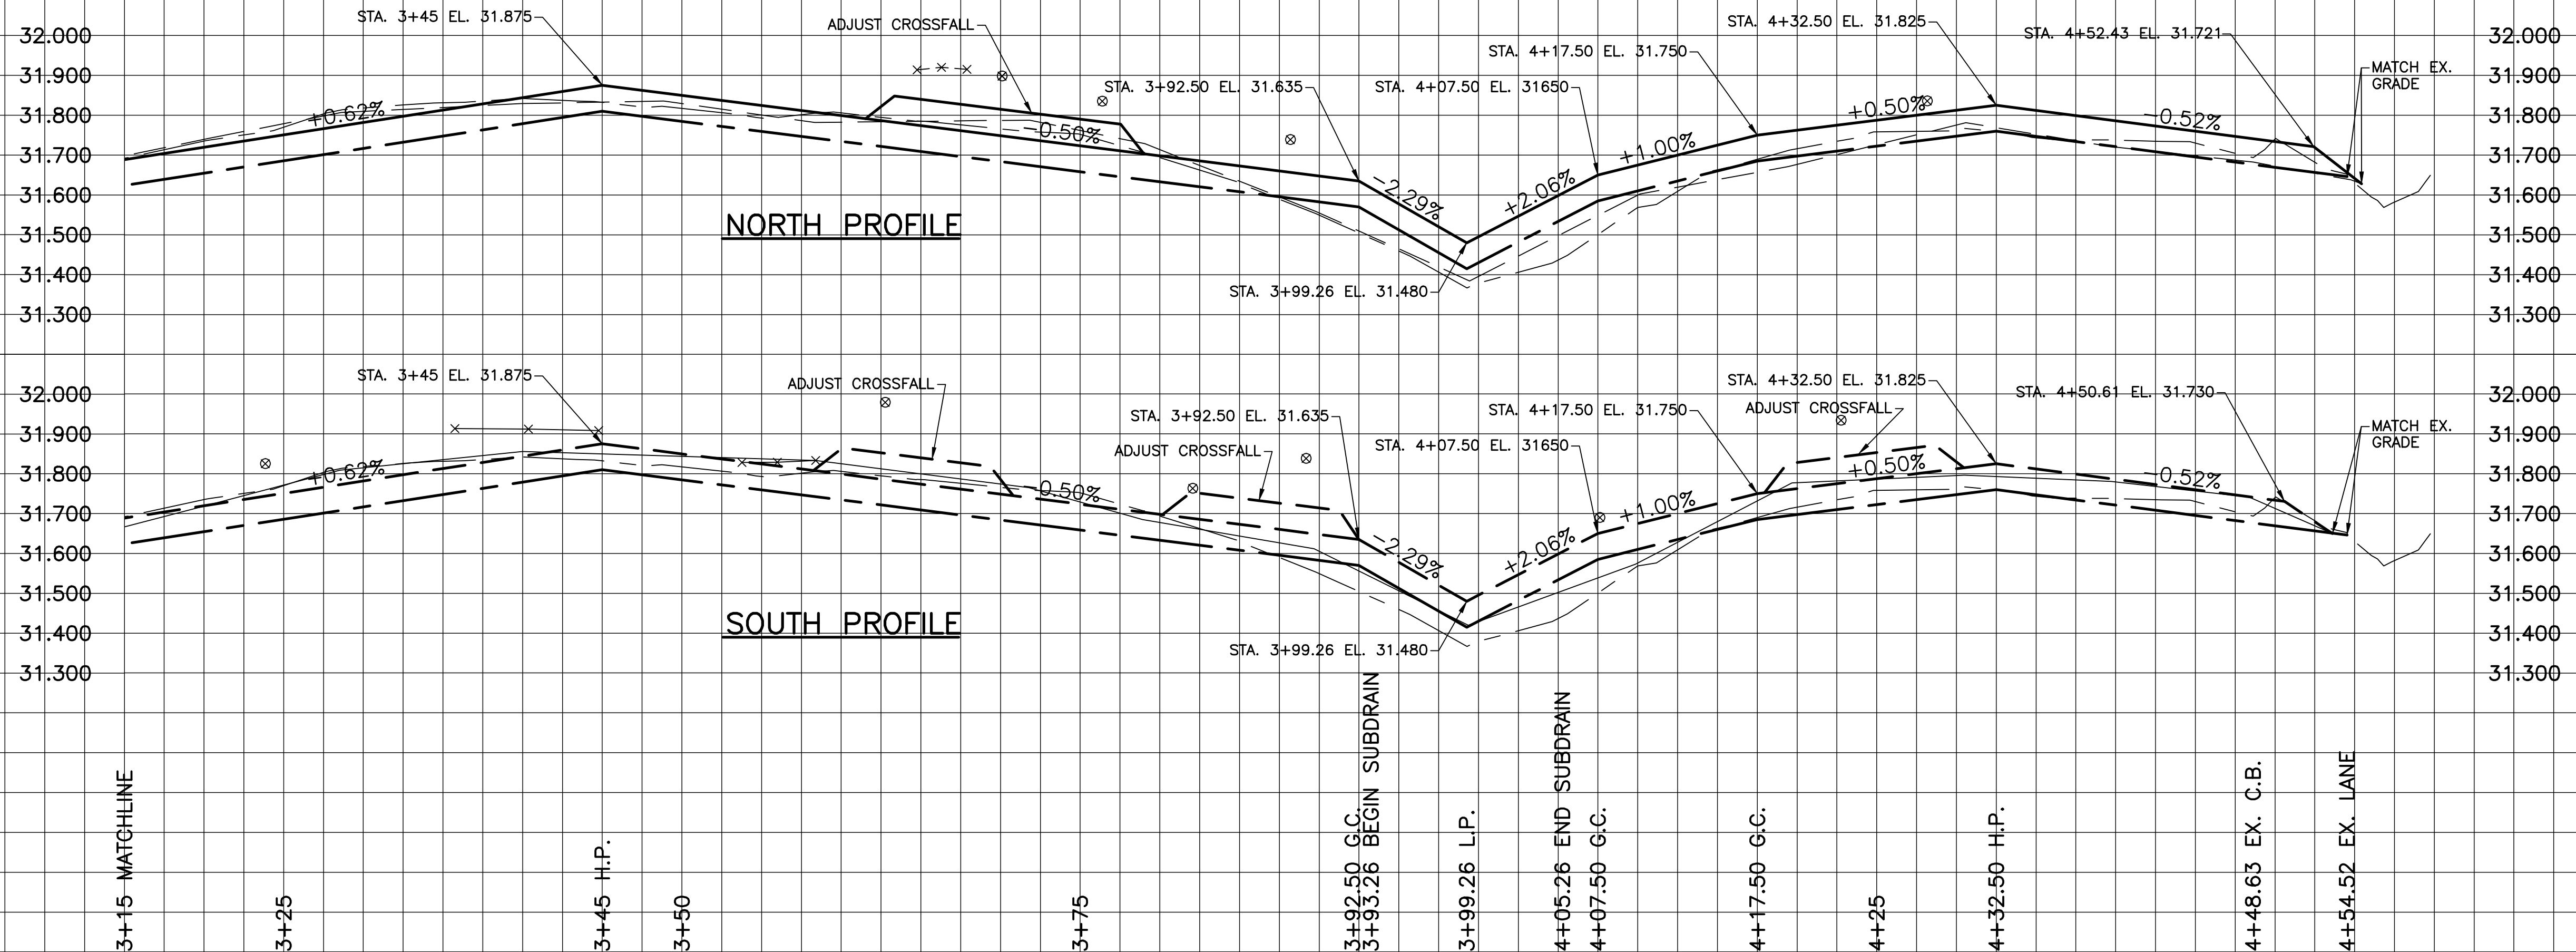 STA. 3+45 EL. 31.875
ADJUST CROSSFALL
STA. 4+32.50 EL. 31.825
STA. 4+52.43 EL. 31.721
32.000
32.000
STA. 4+17.50 EL. 31.750
MATCH EX.
GRADE
31.900
31.900
STA. 3+92.50 EL. 31.635
STA. 4+07.50 EL. 31650
31.800
+0.62%
-0.50%
+0.50%
-0.52%
31.800
31.700
+1.00%
31.700
31.600
-2.29%
+2.06%
31.600
NORTH PROFILE
31.500
31.500
31.400
31.400
STA. 3+99.26 EL. 31.480
31.300
31.300
STA. 3+45 EL. 31.875
ADJUST CROSSFALL
STA. 4+32.50 EL. 31.825
STA. 4+50.61 EL. 31.730
32.000
32.000
STA. 3+92.50 EL. 31.635
STA. 4+17.50 EL. 31.750
ADJUST CROSSFALL
MATCH EX.
GRADE
31.900
31.900
ADJUST CROSSFALL
STA. 4+07.50 EL. 31650
31.800
+0.62%
-0.50%
+0.50%
-0.52%
31.800
31.700
+1.00%
31.700
31.600
-2.29%
+2.06%
31.600
31.500
31.500
SOUTH PROFILE
31.400
31.400
STA. 3+99.26 EL. 31.480
31.300
31.300
3+15 MATCHLINE
3+25
3+45 H.P.
3+50
3+75
3+92.50 G.C.
3+93.26 BEGIN SUBDRAIN
3+99.26 L.P.
4+05.26 END SUBDRAIN
4+07.50 G.C.
4+17.50 G.C.
4+25
4+32.50 H.P.
4+48.63 EX. C.B.
4+54.52 EX. LANE